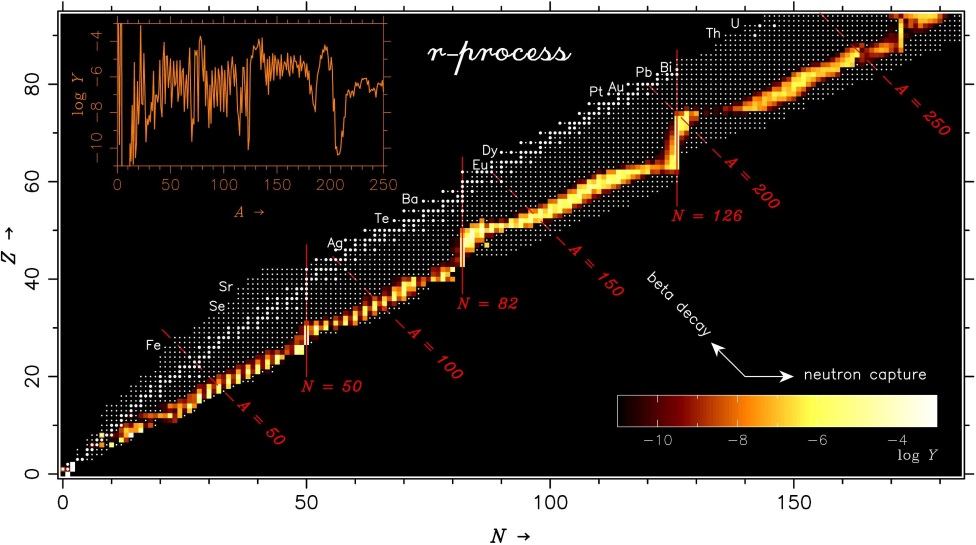 r-process
log Y
-4
-6
-8
-10
0 50 100 150 200 250
A →
U
Th
Bi
Pb
Au
Pt
Dy
Eu
Ba
Te
Ag
Sr
Se
Fe
A = 250
A = 200
N = 126
A = 150
N = 82
A = 100
N = 50
A = 50
beta decay
neutron capture
-10 -8 -6 -4
log Y
Z →
80
60
40
20
0
0 50 100 150
N →